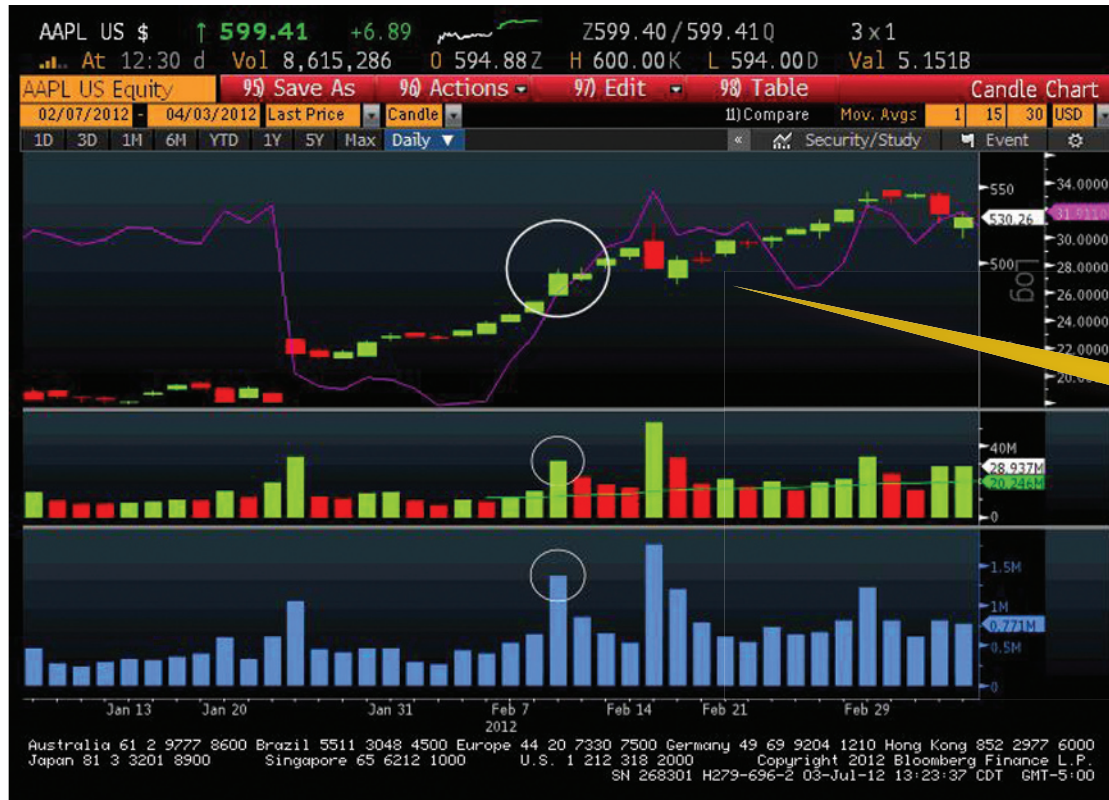 AAPL US $ ↑ 599.41 +6.89 Z599.40/599.41Q 3×1
At 12:30 d Vol 8,615,286 O 594.88Z H 600.00K L 594.00D Val 5.151B
AAPL US Equity 95) Save As 96) Actions 97) Edit 98) Table Candle Chart
02/07/2012 - 04/03/2012 Last Price Candle 11)Compare Mov. Avgs 1 15 30 USD
1D 3D 1M 6M YTD 1Y 5Y Max Daily ▼ « Security/Study Event
550
34.0000
530.26
31.9110
30.0000
500
28.0000
Log
26.0000
24.0000
22.0000
40M
28.937M
20.246M
0
1.5M
1M
0.771M
0.5M
0
Jan 13 Jan 20 Jan 31 Feb 7 Feb 14 Feb 21 Feb 29
2012
Australia 61 2 9777 8600 Brazil 5511 3048 4500 Europe 44 20 7330 7500 Germany 49 69 9204 1210 Hong Kong 852 2977 6000
Japan 81 3 3201 8900 Singapore 65 6212 1000 U.S. 1 212 318 2000 Copyright 2012 Bloomberg Finance L.P.
SN 268301 H279-696-2 03-Jul-12 13:23:37 CDT GMT-5:00